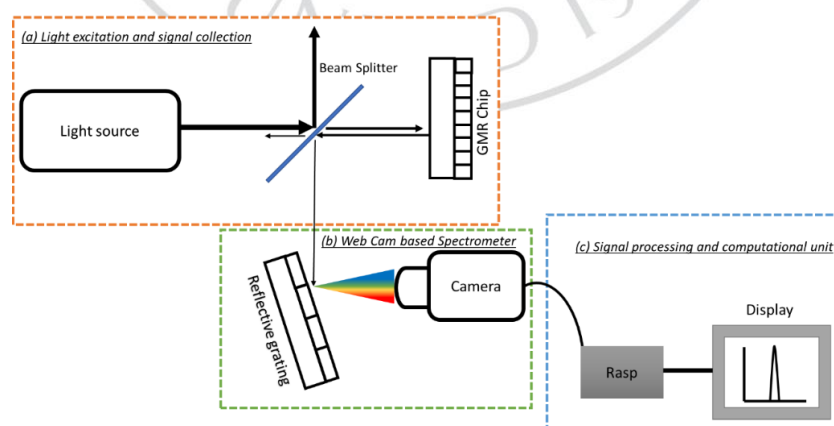 (a) Light excitation and signal collection
Beam Splitter
Light source
GMR Chip
(b) Web Cam based Spectrometer
Reflective grating
Camera
(c) Signal processing and computational unit
Display
Rasp